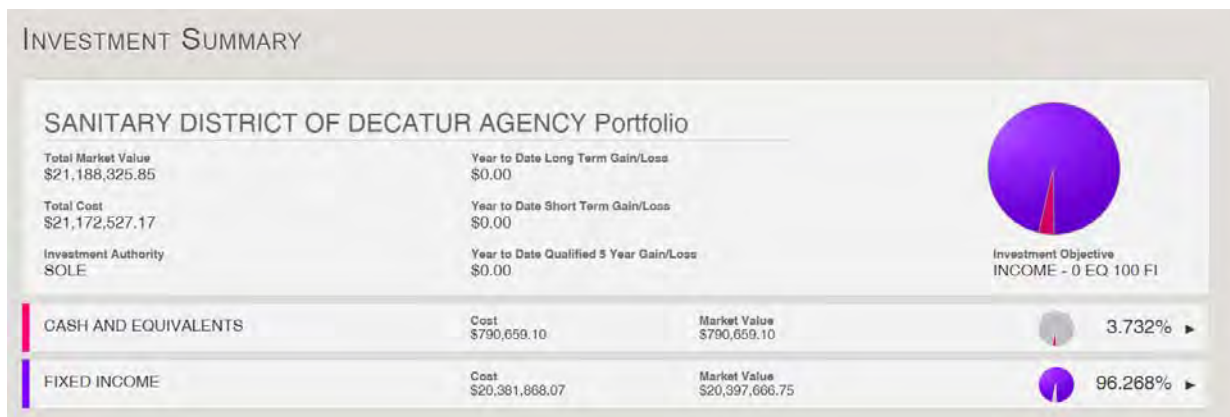 INVESTMENT SUMMARY
SANITARY DISTRICT OF DECATUR AGENCY Portfolio
Total Market Value
$21,188,325.85
Year to Date Long Term Gain/Loss
$0.00
Total Cost
$21,172,527.17
Year to Date Short Term Gain/Loss
$0.00
Investment Authority
SOLE
Year to Date Qualified 5 Year Gain/Loss
$0.00
Investment Objective
INCOME - 0 EQ 100 FI
CASH AND EQUIVALENTS
Cost
$790,659.10
Market Value
$790,659.10
3.732%
FIXED INCOME
Cost
$20,381,868.07
Market Value
$20,397,666.75
96.268%